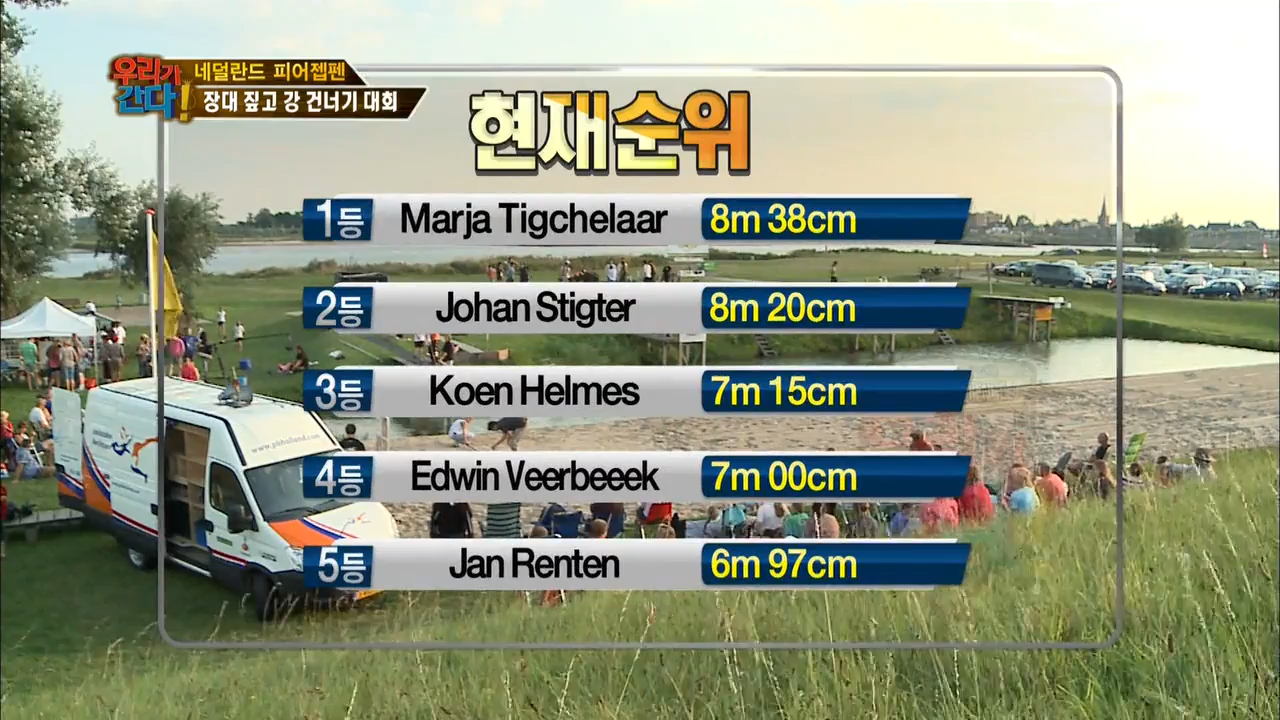 우리가 간다!
네덜란드 피어젭펜
장대 짚고 강 건너기 대회
현재순위
1등 Marja Tigchelaar 8m 38cm
2등 Johan Stigter 8m 20cm
3등 Koen Helmes 7m 15cm
4등 Edwin Veerbeeek 7m 00cm
5등 Jan Renten 6m 97cm